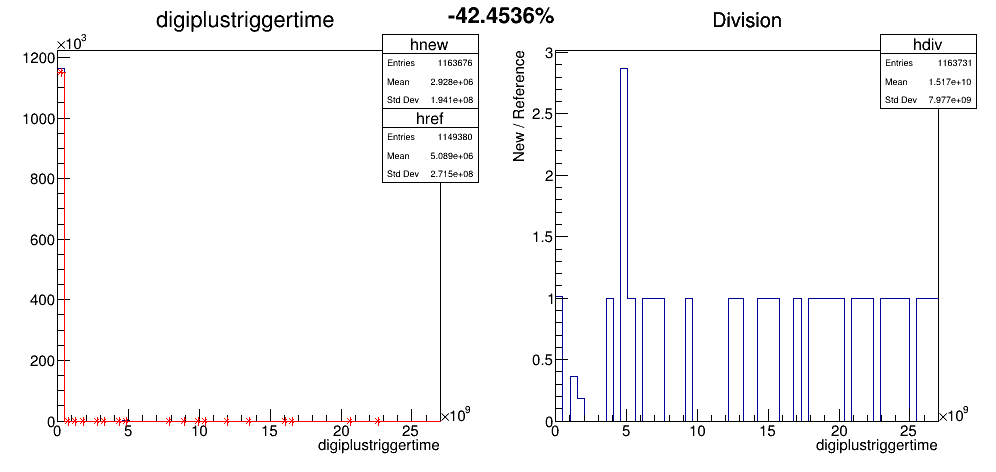 digiplustriggertime
-42.4536%
Division
×10³
hnew
Entries 1163676
Mean 2.928e+06
Std Dev 1.941e+08
href
Entries 1149380
Mean 5.089e+06
Std Dev 2.715e+08
1200
1000
800
600
400
200
0
0 5 10 15 20 25
×10⁹
digiplustriggertime
hdiv
Entries 1163731
Mean 1.517e+10
Std Dev 7.977e+09
New / Reference
3
2.5
2
1.5
1
0.5
0
0 5 10 15 20 25
×10⁹
digiplustriggertime